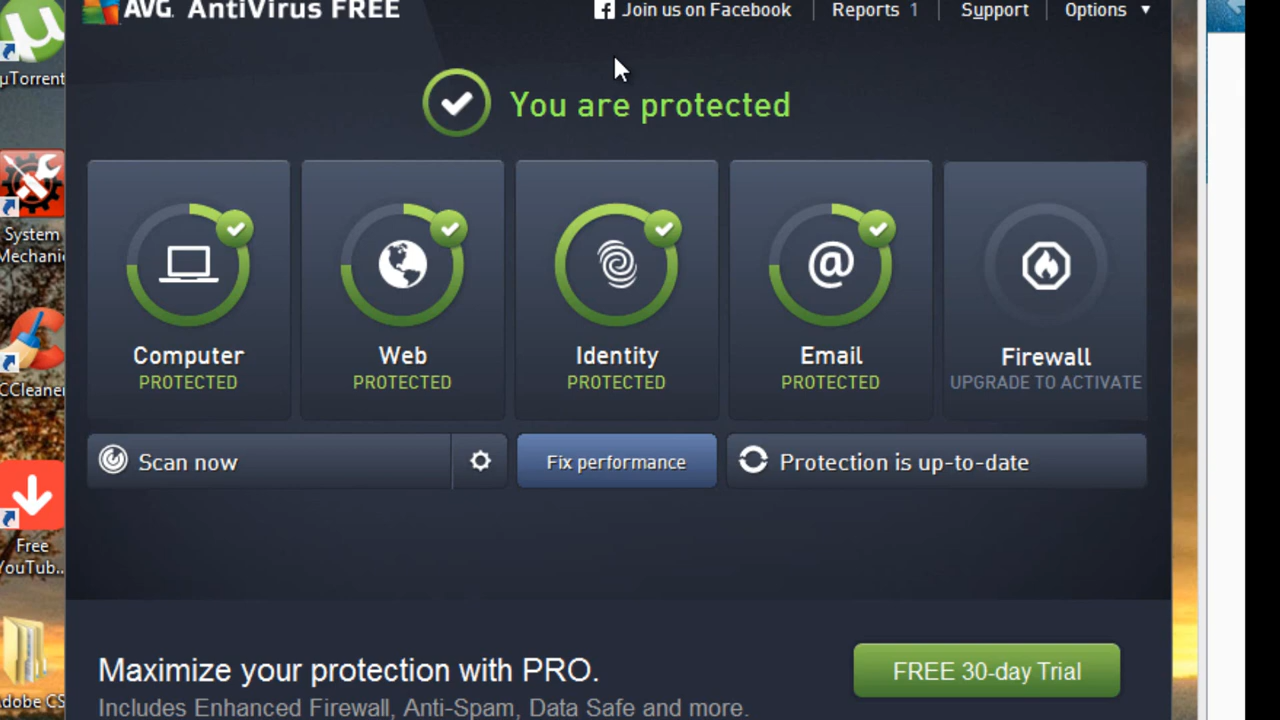 AVG. AntiVirus FREE
Join us on Facebook
Reports 1
Support
Options
µTorrent
You are protected
System
Mechani
CCleaner
Free
YouTub...
Adobe CS
Computer
PROTECTED
Web
PROTECTED
Identity
PROTECTED
@
Email
PROTECTED
Firewall
UPGRADE TO ACTIVATE
Scan now
Fix performance
Protection is up-to-date
Maximize your protection with PRO.
Includes Enhanced Firewall, Anti-Spam, Data Safe and more.
FREE 30-day Trial